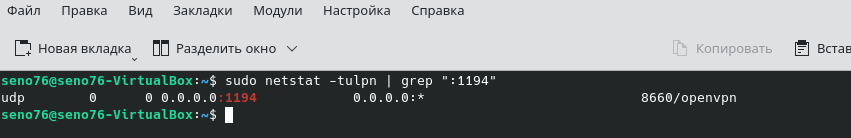 Файл Правка Вид Закладки Модули Настройка Справка
Новая вкладка Разделить окно Копировать Встав
seno76@seno76-VirtualBox:~$ sudo netstat -tulpn | grep ":1194"
udp 0 0 0.0.0.0:1194 0.0.0.0:* 8660/openvpn
seno76@seno76-VirtualBox:~$